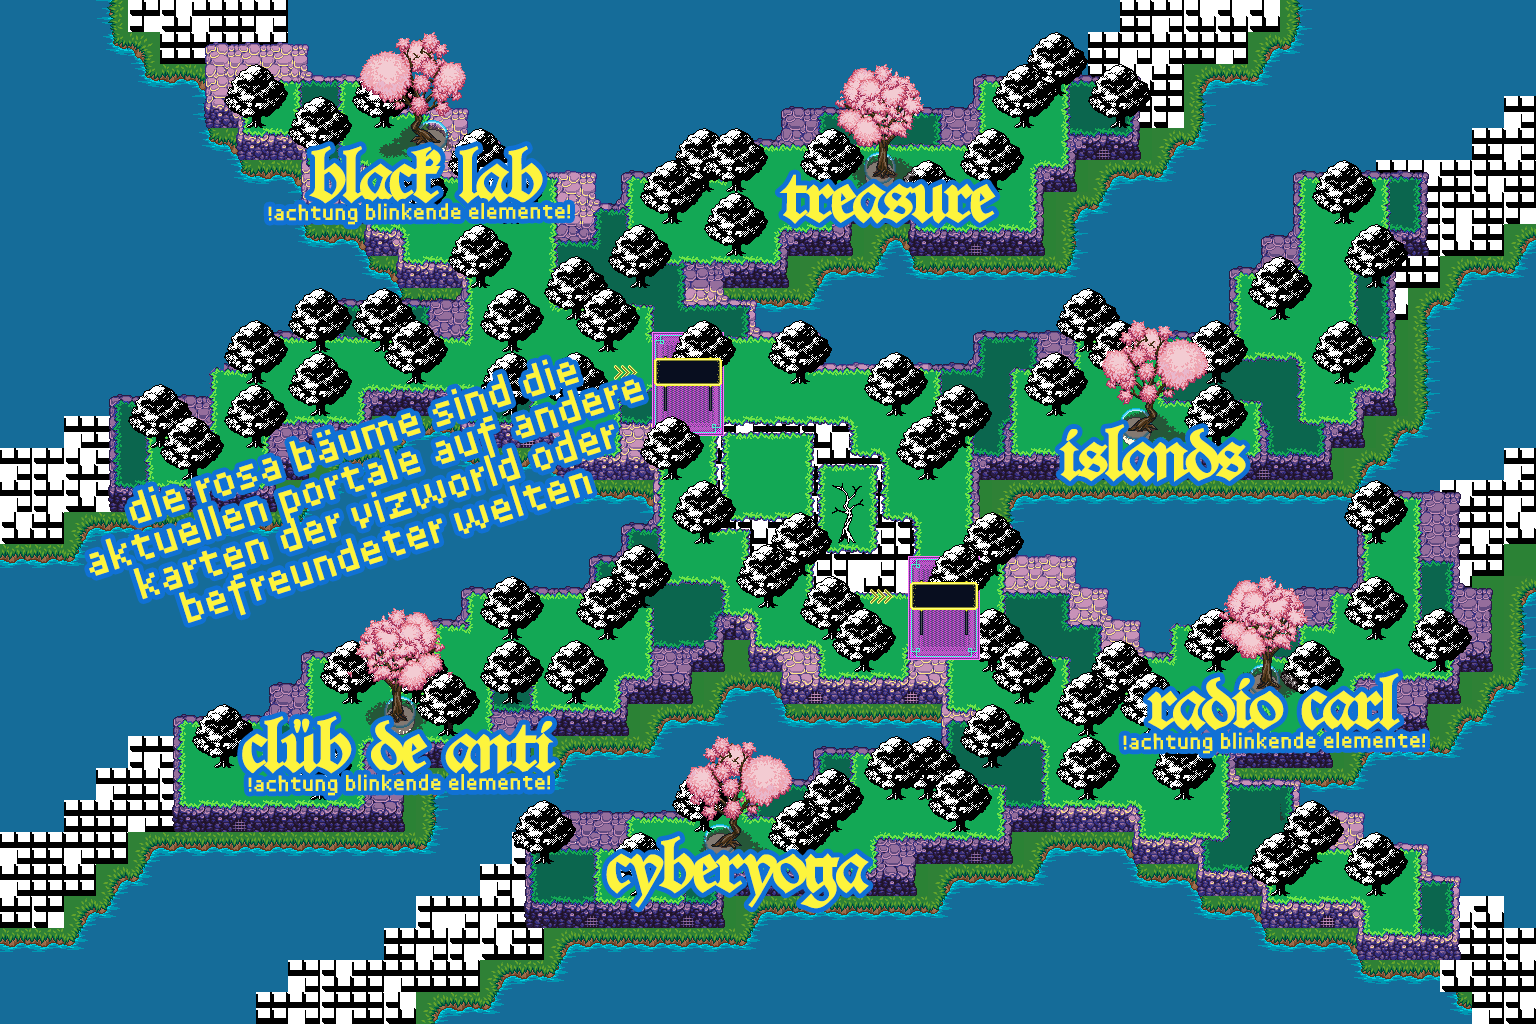 black lab
!achtung blinkende elemente!
treasure
die rosa bäume sind die
aktuellen portale auf andere
karten der vizworld oder
befreundeter welten
islands
clüb de anti
!achtung blinkende elemente!
radio carl
!achtung blinkende elemente!
cyberyoga